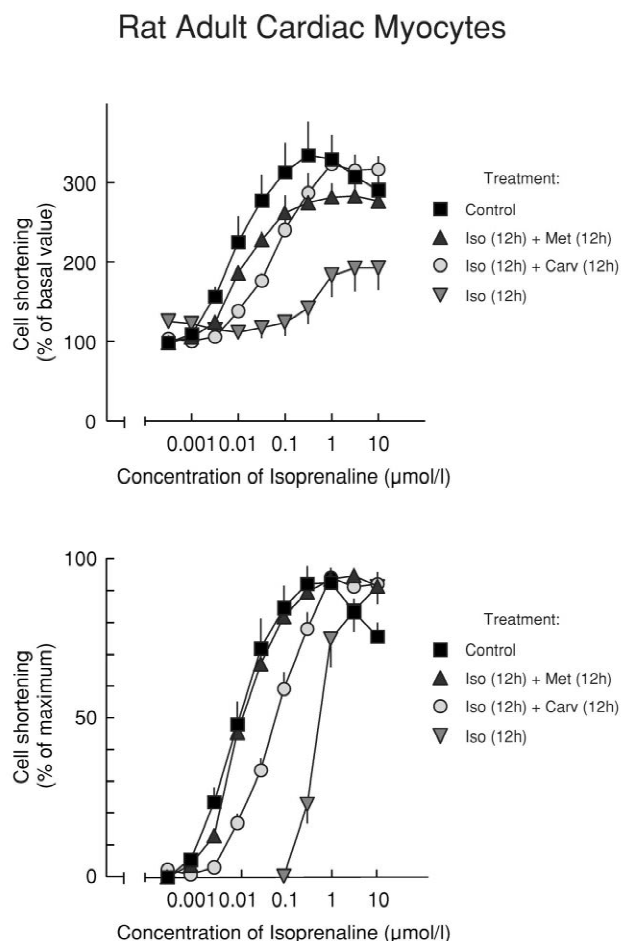 Rat Adult Cardiac Myocytes
Cell shortening
(% of basal value)
300
200
100
0
0.001 0.01 0.1 1 10
Concentration of Isoprenaline (µmol/l)
Treatment:
Control
Iso (12h) + Met (12h)
Iso (12h) + Carv (12h)
Iso (12h)
Cell shortening
(% of maximum)
100
50
0
0.001 0.01 0.1 1 10
Concentration of Isoprenaline (µmol/l)
Treatment:
Control
Iso (12h) + Met (12h)
Iso (12h) + Carv (12h)
Iso (12h)